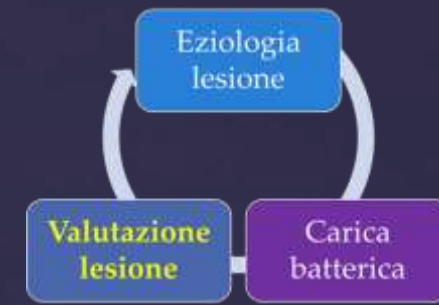 Eziologia
lesione
Valutazione
lesione
Carica
batterica